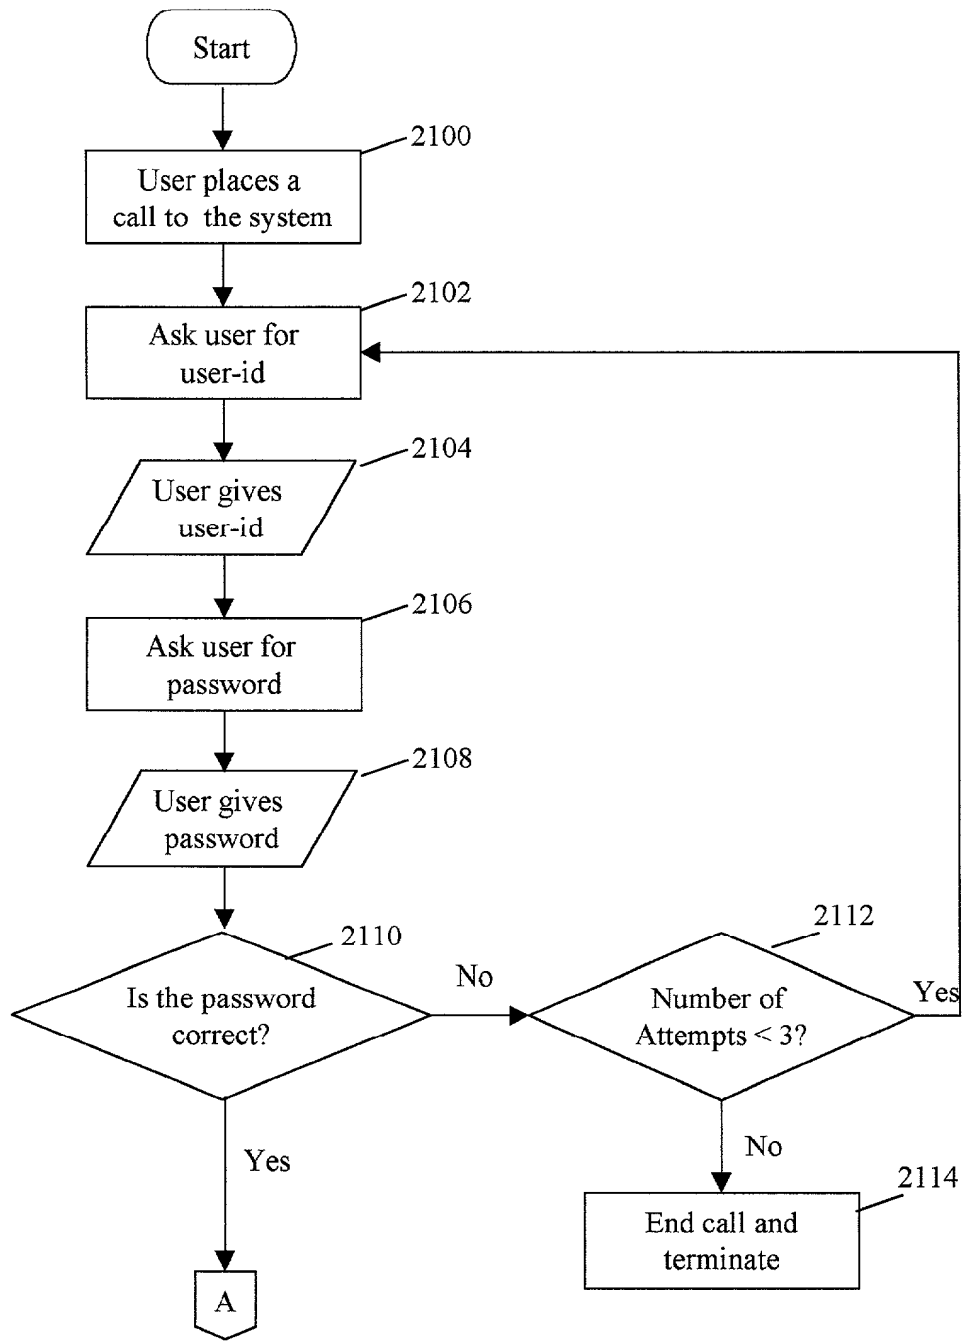 Start
2100
User places a
call to the system
2102
Ask user for
user-id
2104
User gives
user-id
2106
Ask user for
password
2108
User gives
password
2110
Is the password
correct?
No
2112
Number of
Attempts < 3?
Yes
Yes
No
2114
End call and
terminate
A